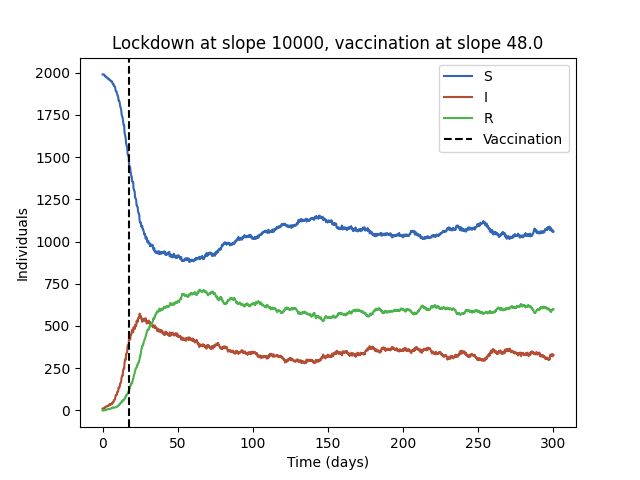 Lockdown at slope 10000, vaccination at slope 48.0
S
I
R
Vaccination
Individuals
2000
1750
1500
1250
1000
750
500
250
0
0 50 100 150 200 250 300
Time (days)